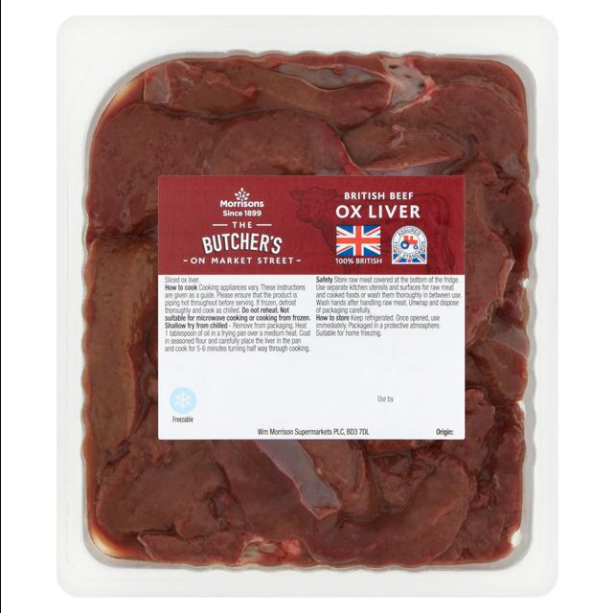 Morrisons
Since 1899
THE
BUTCHER'S
- ON MARKET STREET -
BRITISH BEEF
OX LIVER
100% BRITISH
ASSURED
Sliced ox liver.
How to cook Cooking appliances vary. These instructions
are given as a guide. Please ensure that the product is
piping hot throughout before serving. If frozen, defrost
thoroughly and cook as chilled. Do not reheat. Not
suitable for microwave cooking or cooking from frozen.
Shallow fry from chilled - Remove from packaging. Heat
1 tablespoon of oil in a frying pan over a medium heat. Coat
in seasoned flour and carefully place the liver in the pan
and cook for 5-6 minutes turning half way through cooking.
Safety Store raw meat covered at the bottom of the fridge.
Use separate kitchen utensils and surfaces for raw meat
and cooked foods or wash them thoroughly in between use.
Wash hands after handling raw meat. Unwrap and dispose
of packaging carefully.
How to store Keep refrigerated. Once opened, use
immediately. Packaged in a protective atmosphere.
Suitable for home freezing.
Use by
Freezable
Wm Morrison Supermarkets PLC, BD3 7DL
Origin: